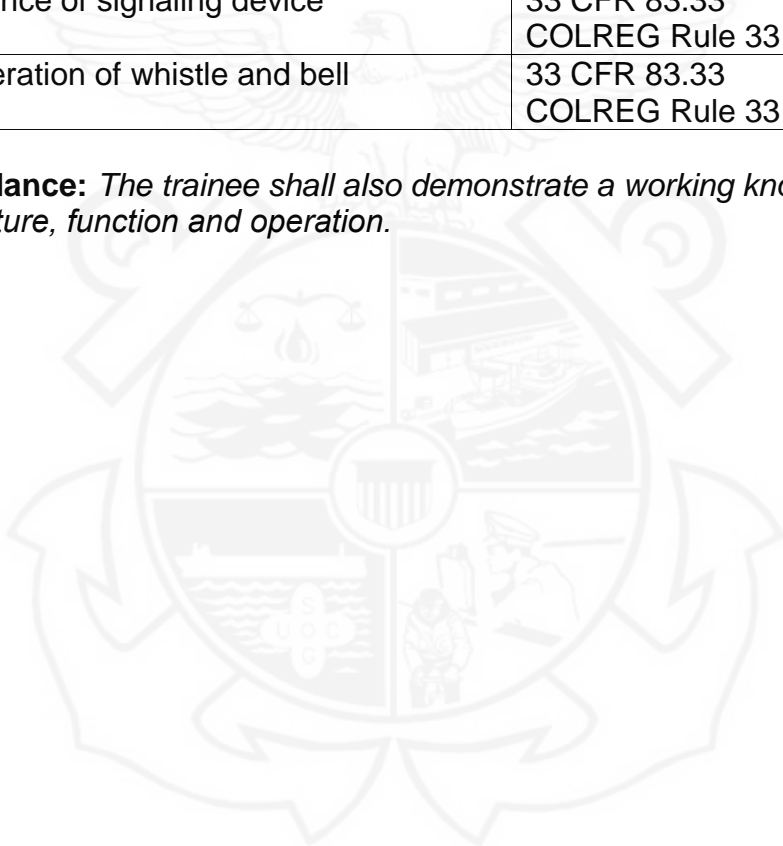 nce of signaling device 33 CFR 83.33
COLREG Rule 33
eration of whistle and bell 33 CFR 83.33
COLREG Rule 33
lance: The trainee shall also demonstrate a working kno
ture, function and operation.
S
U O C
G